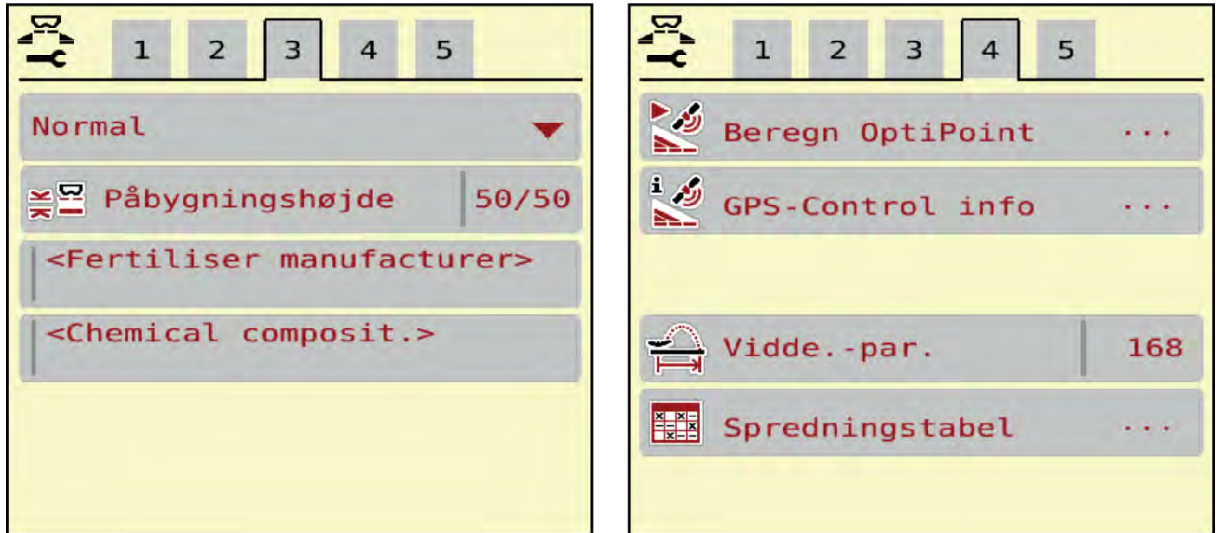 1 2 3 4 5
Normal
Påbygningshøjde 50/50
<Fertiliser manufacturer>
<Chemical composit.>
1 2 3 4 5
Beregn OptiPoint ...
GPS-Control info ...
Vidde.-par. 168
Spredningstabel ...